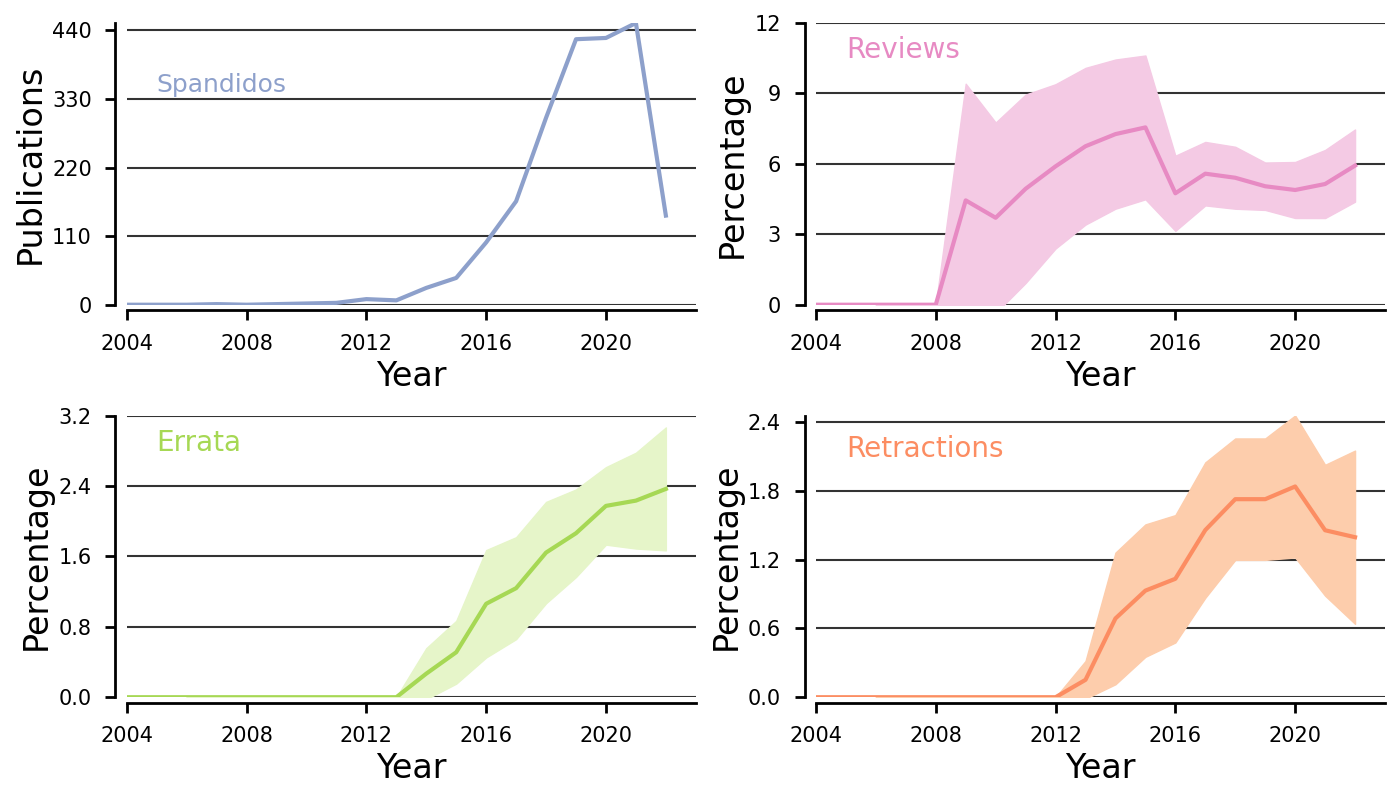 Publications
440
330
220
110
0
Spandidos
2004 2008 2012 2016 2020
Year
Percentage
12
9
6
3
0
Reviews
2004 2008 2012 2016 2020
Year
Percentage
3.2
2.4
1.6
0.8
0.0
Errata
2004 2008 2012 2016 2020
Year
Percentage
2.4
1.8
1.2
0.6
0.0
Retractions
2004 2008 2012 2016 2020
Year